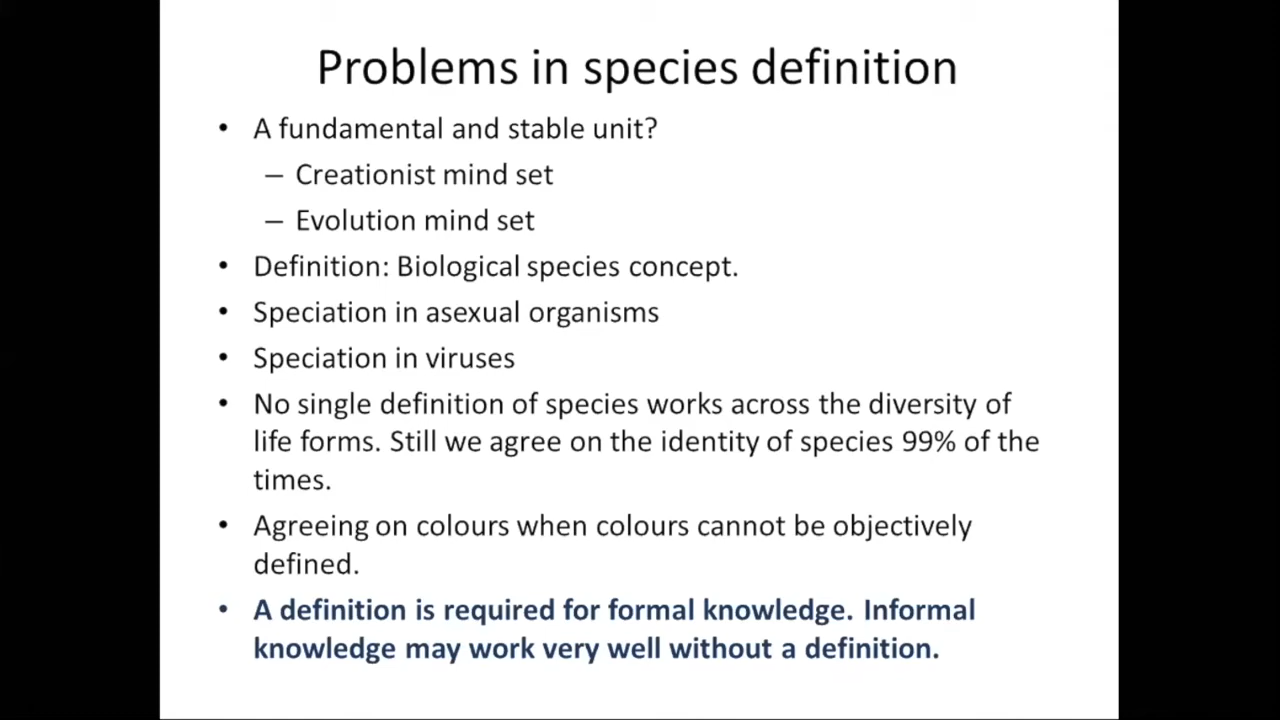 Problems in species definition
• A fundamental and stable unit?
– Creationist mind set
– Evolution mind set
• Definition: Biological species concept.
• Speciation in asexual organisms
• Speciation in viruses
• No single definition of species works across the diversity of
life forms. Still we agree on the identity of species 99% of the
times.
• Agreeing on colours when colours cannot be objectively
defined.
• A definition is required for formal knowledge. Informal
knowledge may work very well without a definition.